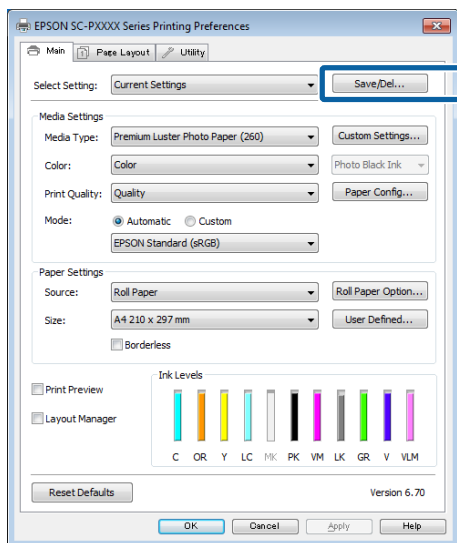 EPSON SC-PXXXX Series Printing Preferences
Main Page Layout Utility
Select Setting: Current Settings Save/Del...
Media Settings
Media Type: Premium Luster Photo Paper (260) Custom Settings...
Color: Color Photo Black Ink
Print Quality: Quality Paper Config...
Mode: Automatic Custom
EPSON Standard (sRGB)
Paper Settings
Source: Roll Paper Roll Paper Option...
Size: A4 210 x 297 mm User Defined...
Borderless
Ink Levels
Print Preview
Layout Manager
C OR Y LC MK PK VM LK GR V VLM
Reset Defaults Version 6.70
OK Cancel Apply Help